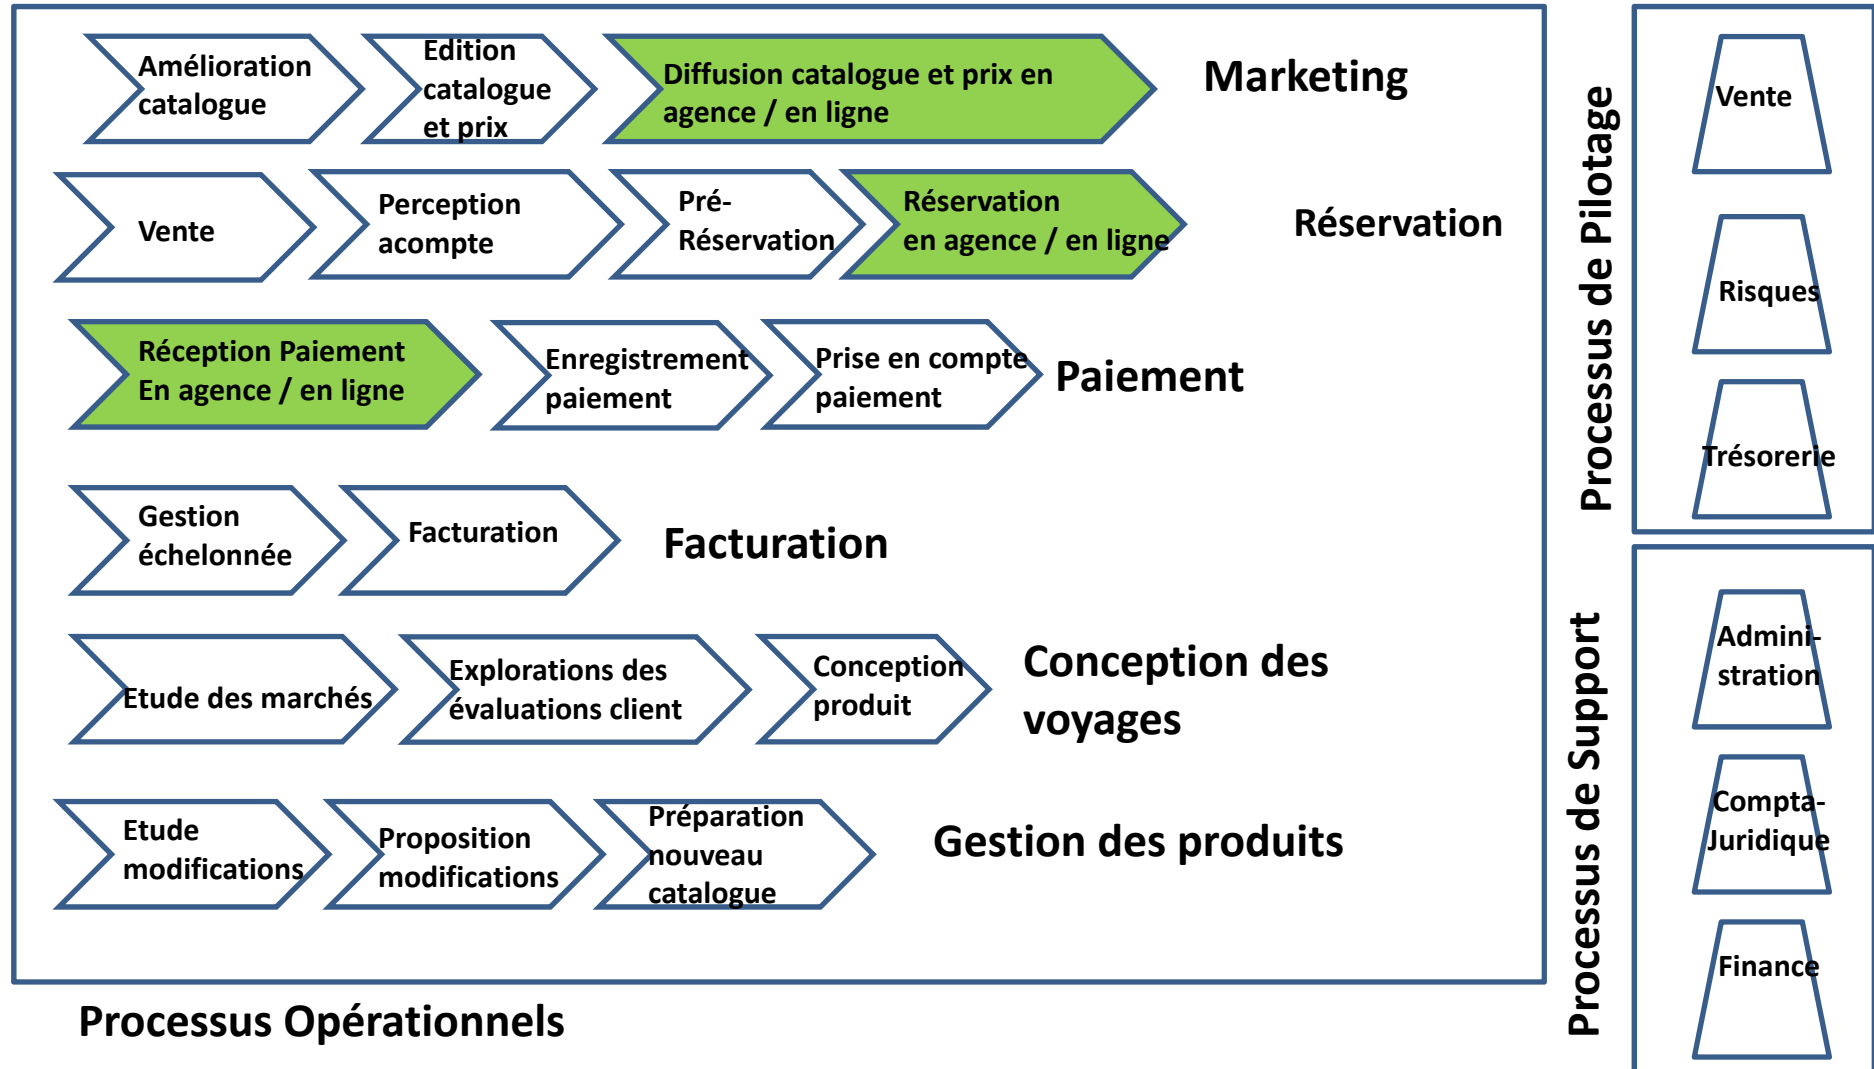 Amélioration
catalogue
Edition
catalogue
et prix
Diffusion catalogue et prix en
agence / en ligne
Marketing
Vente
Perception
acompte
Pré-
Réservation
Réservation
en agence / en ligne
Réservation
Réception Paiement
En agence / en ligne
Enregistrement
paiement
Prise en compte
paiement
Paiement
Gestion
échelonnée
Facturation
Facturation
Etude des marchés
Explorations des
évaluations client
Conception
produit
Conception des
voyages
Etude
modifications
Proposition
modifications
Préparation
nouveau
catalogue
Gestion des produits
Processus Opérationnels
Processus de Pilotage
Vente
Risques
Trésorerie
Processus de Support
Admini-
stration
Compta-
Juridique
Finance